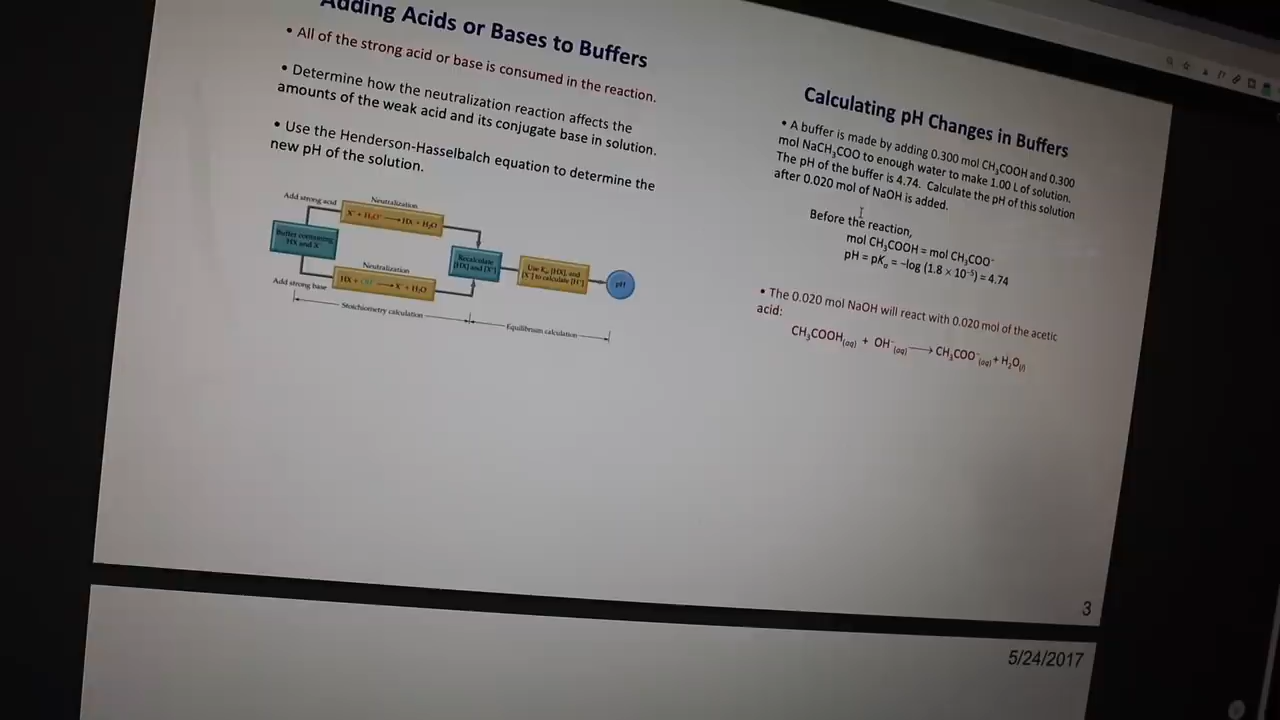 Adding Acids or Bases to Buffers
• All of the strong acid or base is consumed in the reaction.
• Determine how the neutralization reaction affects the
amounts of the weak acid and its conjugate base in solution.
• Use the Henderson-Hasselbalch equation to determine the
new pH of the solution.
Add strong acid
Neutralization
X⁻ + H₃O⁺ ⟶ HX + H₂O
Buffer containing
HX and X⁻
Recalculate
[HX] and [X⁻]
Use Kₐ, [HX], and
[X⁻] to calculate [H⁺]
pH
Neutralization
HX + OH⁻ ⟶ X⁻ + H₂O
Add strong base
Stoichiometry calculation
Equilibrium calculation
Calculating pH Changes in Buffers
• A buffer is made by adding 0.300 mol CH₃COOH and 0.300
mol NaCH₃COO to enough water to make 1.00 L of solution.
The pH of the buffer is 4.74. Calculate the pH of this solution
after 0.020 mol of NaOH is added.
Before the reaction,
mol CH₃COOH = mol CH₃COO⁻
pH = pKₐ = –log (1.8 × 10⁻⁵) = 4.74
• The 0.020 mol NaOH will react with 0.020 mol of the acetic
acid:
CH₃COOH(aq) + OH⁻(aq) ⟶ CH₃COO⁻(aq) + H₂O(l)
3
5/24/2017